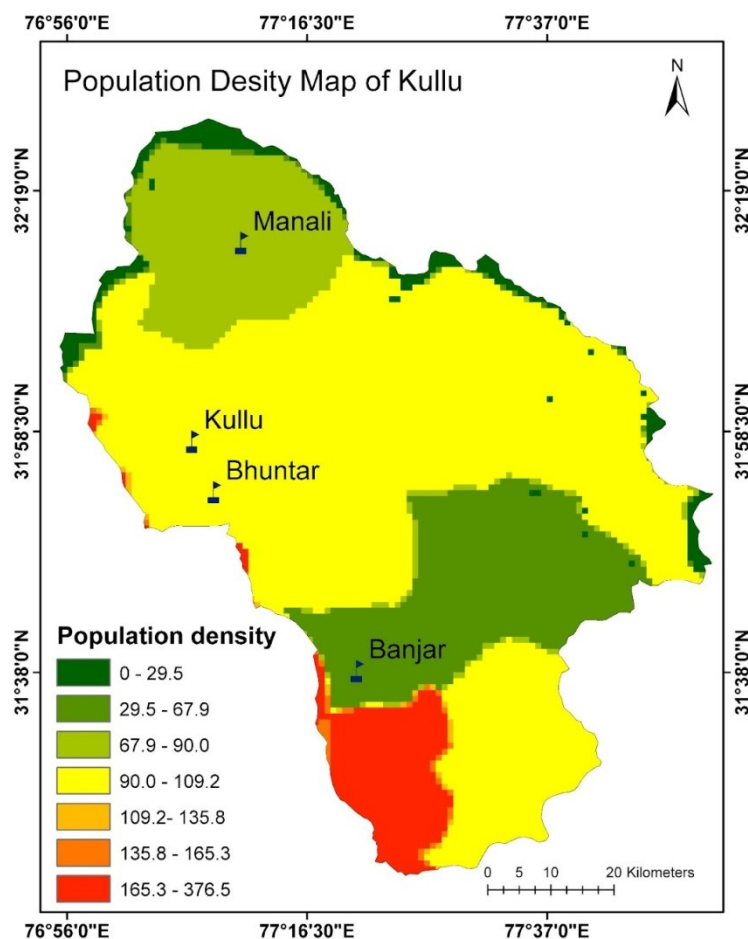 76°56'0"E 77°16'30"E 77°37'0"E
Population Desity Map of Kullu
N
32°19'0"N 32°19'0"N
Manali
31°58'30"N 31°58'30"N
Kullu
Bhuntar
Population density
31°38'0"N 31°38'0"N
Banjar
0 - 29.5
29.5 - 67.9
67.9 - 90.0
90.0 - 109.2
109.2- 135.8
135.8 - 165.3
165.3 - 376.5
0 5 10 20 Kilometers
76°56'0"E 77°16'30"E 77°37'0"E